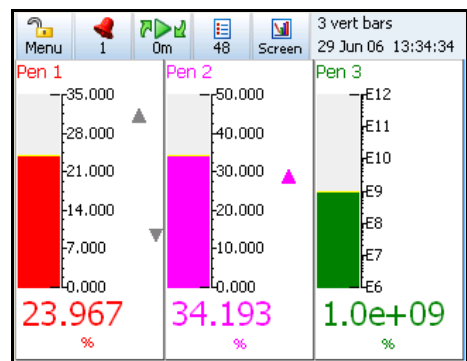 Menu 1 0m 48 Screen
3 vert bars
29 Jun 06 13:34:34
Pen 1
35.000
28.000
21.000
14.000
7.000
0.000
23.967
%
Pen 2
50.000
40.000
30.000
20.000
10.000
0.000
34.193
%
Pen 3
E12
E11
E10
E9
E8
E7
E6
1.0e+09
%